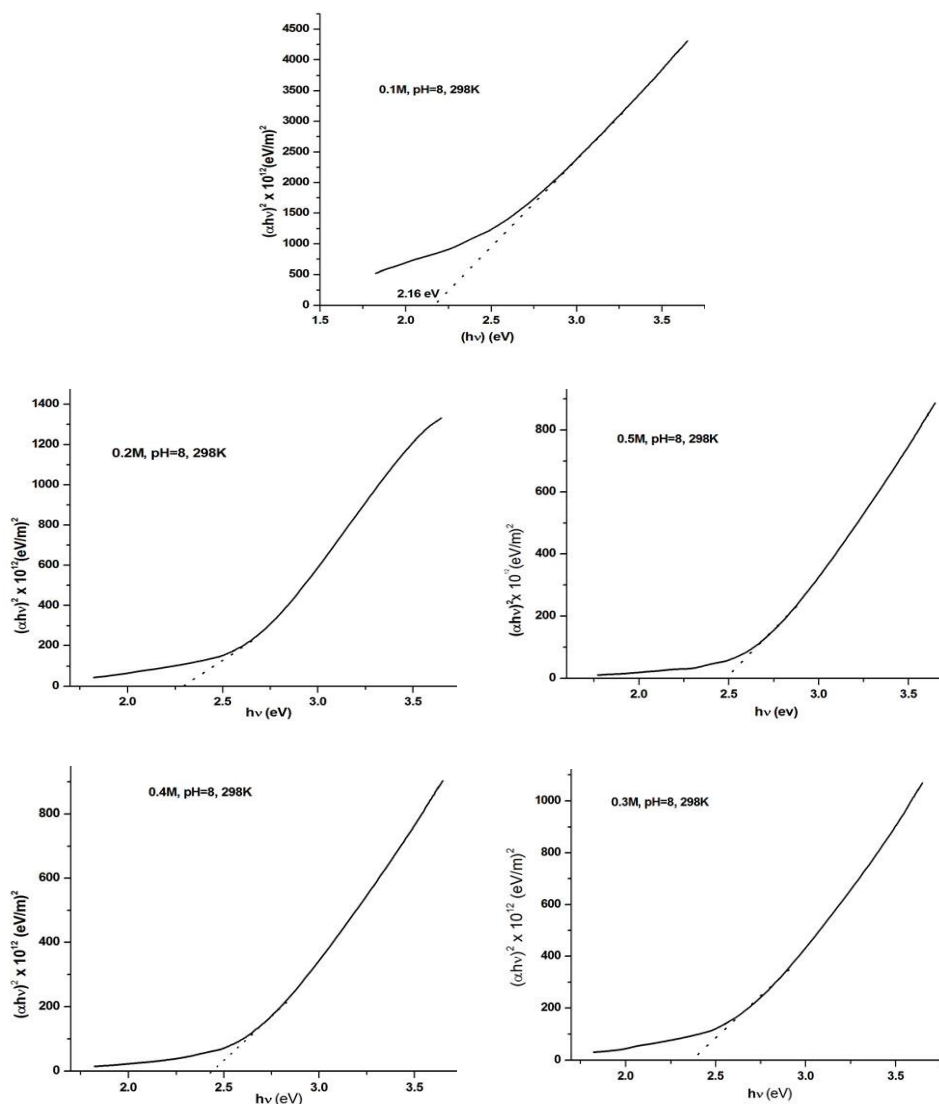 4500
4000
3500
3000
2500
2000
1500
1000
500
0
(αhν)² x 10¹²(eV/m)²
0.1M, pH=8, 298K
2.16 eV
1.5 2.0 2.5 3.0 3.5
(hν) (eV)
1400
1200
1000
800
600
400
200
0
(αhν)² x 10¹²(eV/m)²
0.2M, pH=8, 298K
2.0 2.5 3.0 3.5
hν (eV)
800
600
400
200
0
(αhν)² x 10¹²(eV/m)²
0.5M, pH=8, 298K
2.0 2.5 3.0 3.5
hν (ev)
800
600
400
200
0
(αhν)² x 10¹² (eV/m)²
0.4M, pH=8, 298K
2.0 2.5 3.0 3.5
hν (eV)
1000
800
600
400
200
0
(αhν)² x 10¹² (eV/m)²
0.3M, pH=8, 298K
2.0 2.5 3.0 3.5
hν (eV)